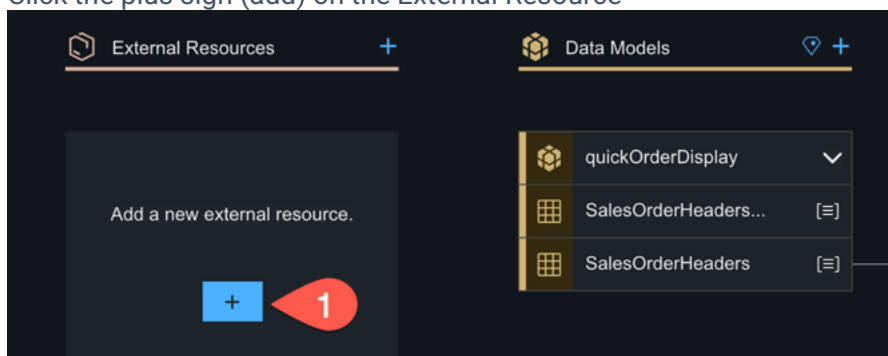 Click the plus sign (add) on the External Resource
External Resources +
Data Models +
quickOrderDisplay
Add a new external resource.
SalesOrderHeaders... [≡]
SalesOrderHeaders [≡]
+ 1